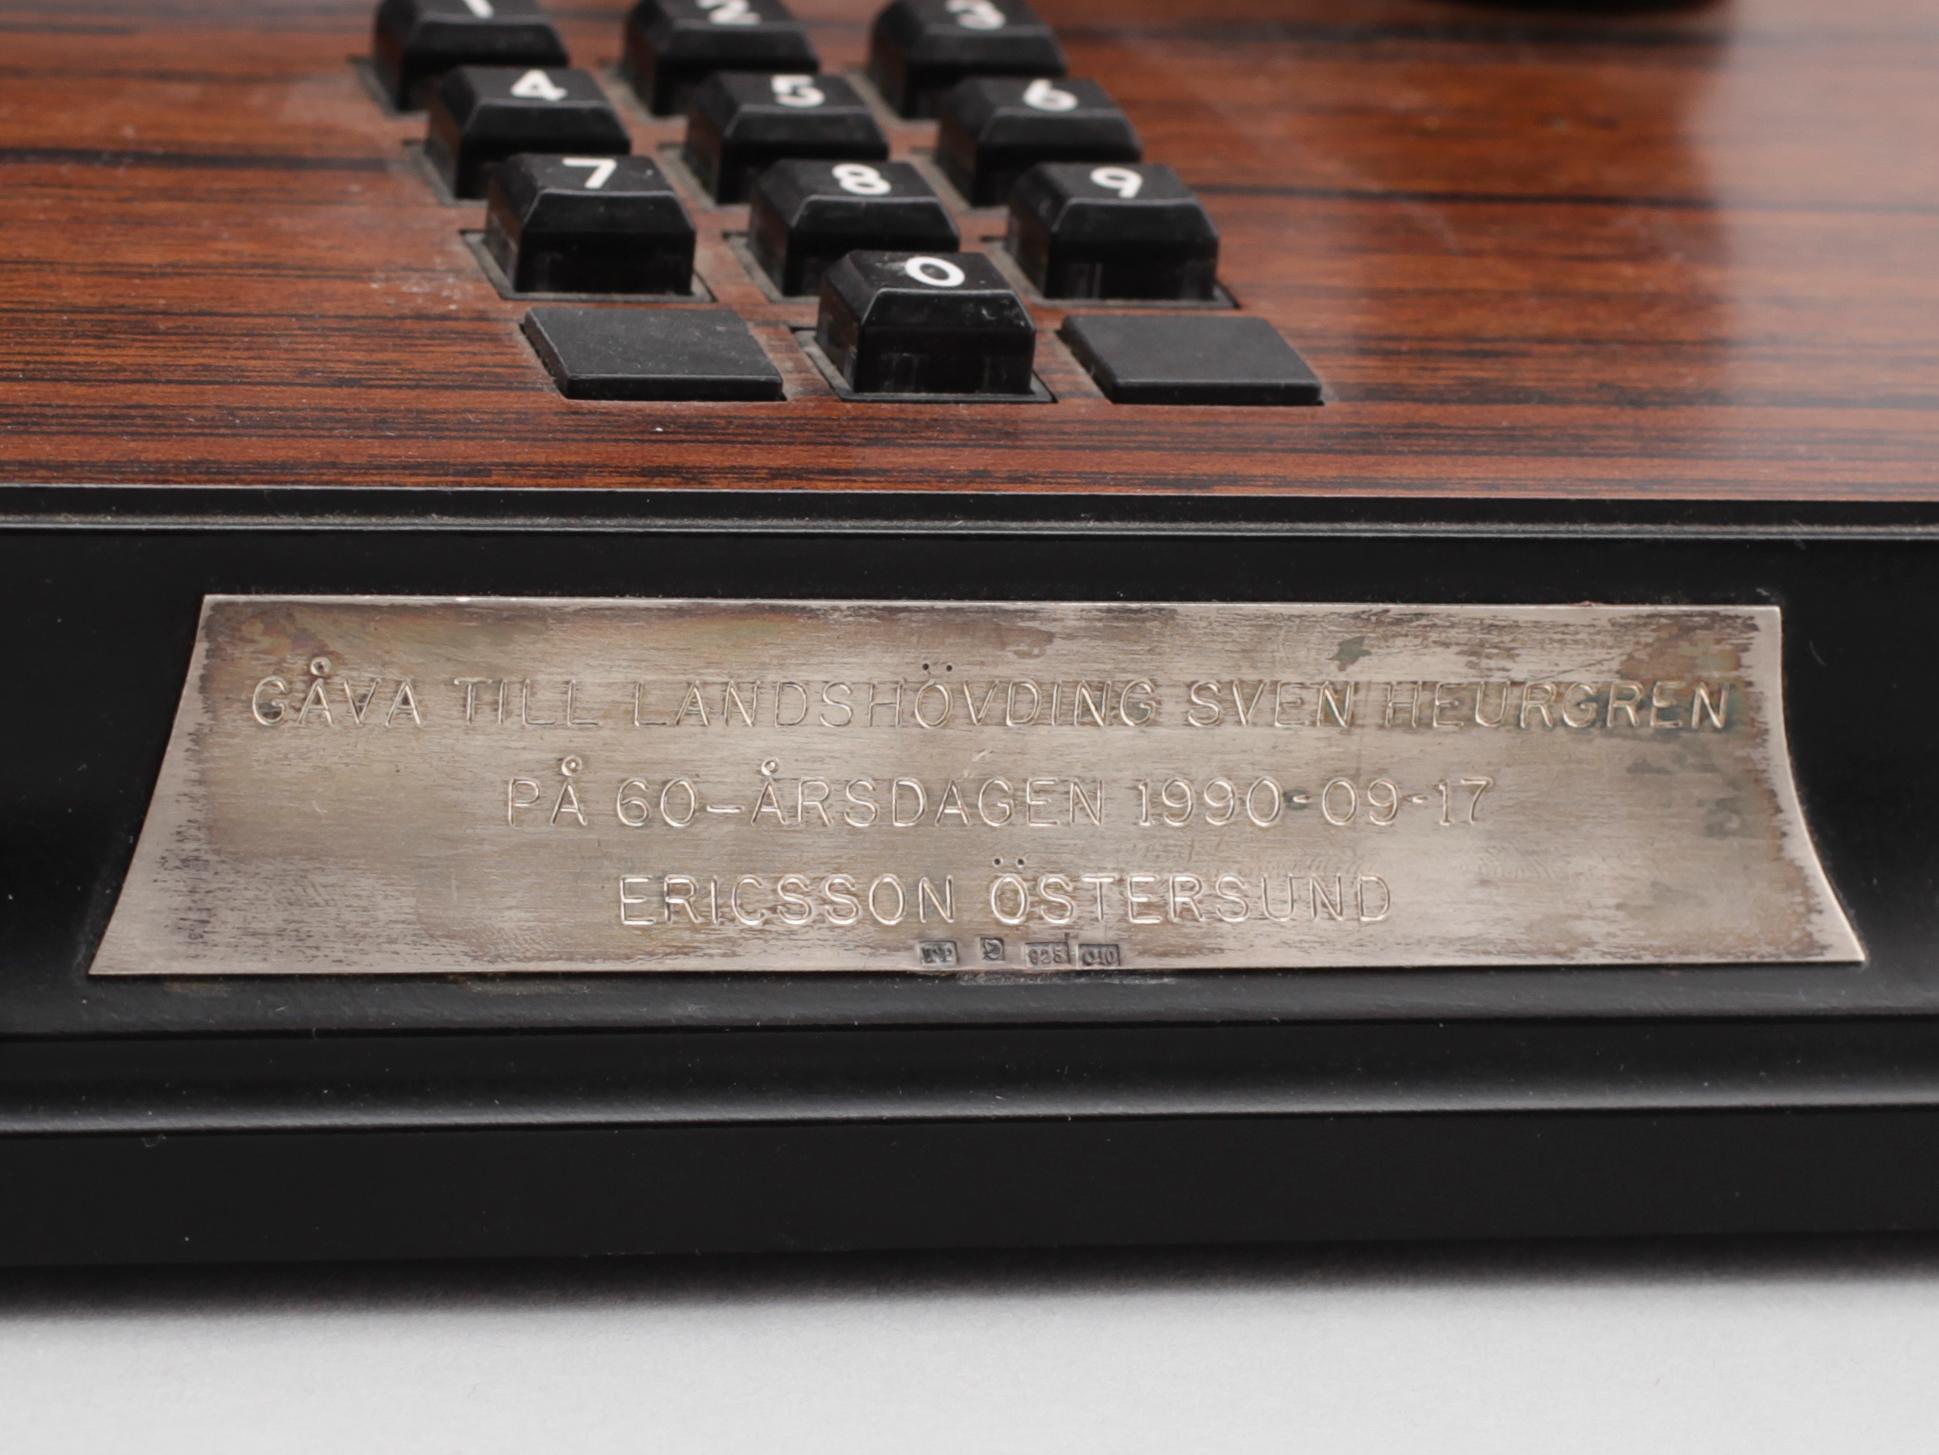 1 2 3
4 5 6
7 8 9
0
GÅVA TILL LANDSHÖVDING SVEN HEURGREN
PÅ 60-ÅRSDAGEN 1990-09-17
ERICSSON ÖSTERSUND
925